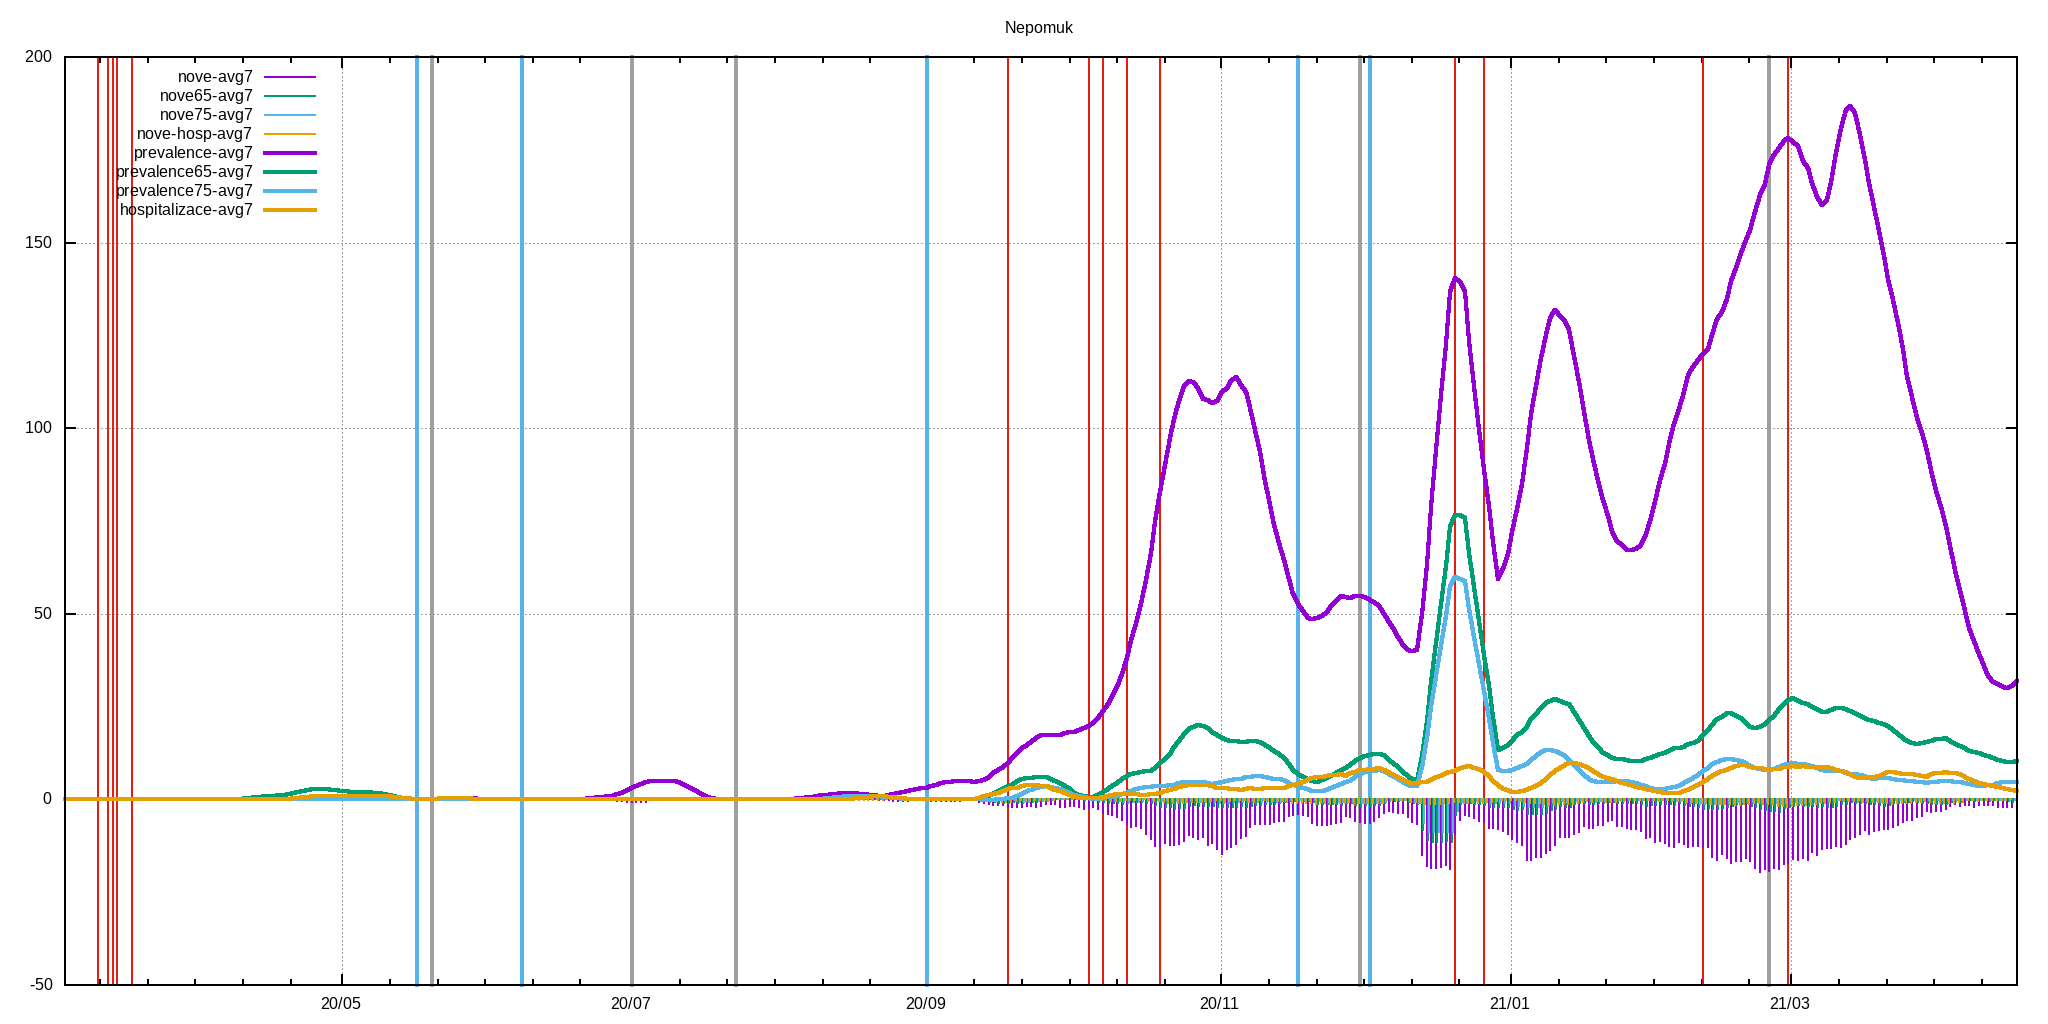 Nepomuk
200
150
100
50
0
-50
nove-avg7
nove65-avg7
nove75-avg7
nove-hosp-avg7
prevalence-avg7
prevalence65-avg7
prevalence75-avg7
hospitalizace-avg7
20/05
20/07
20/09
20/11
21/01
21/03